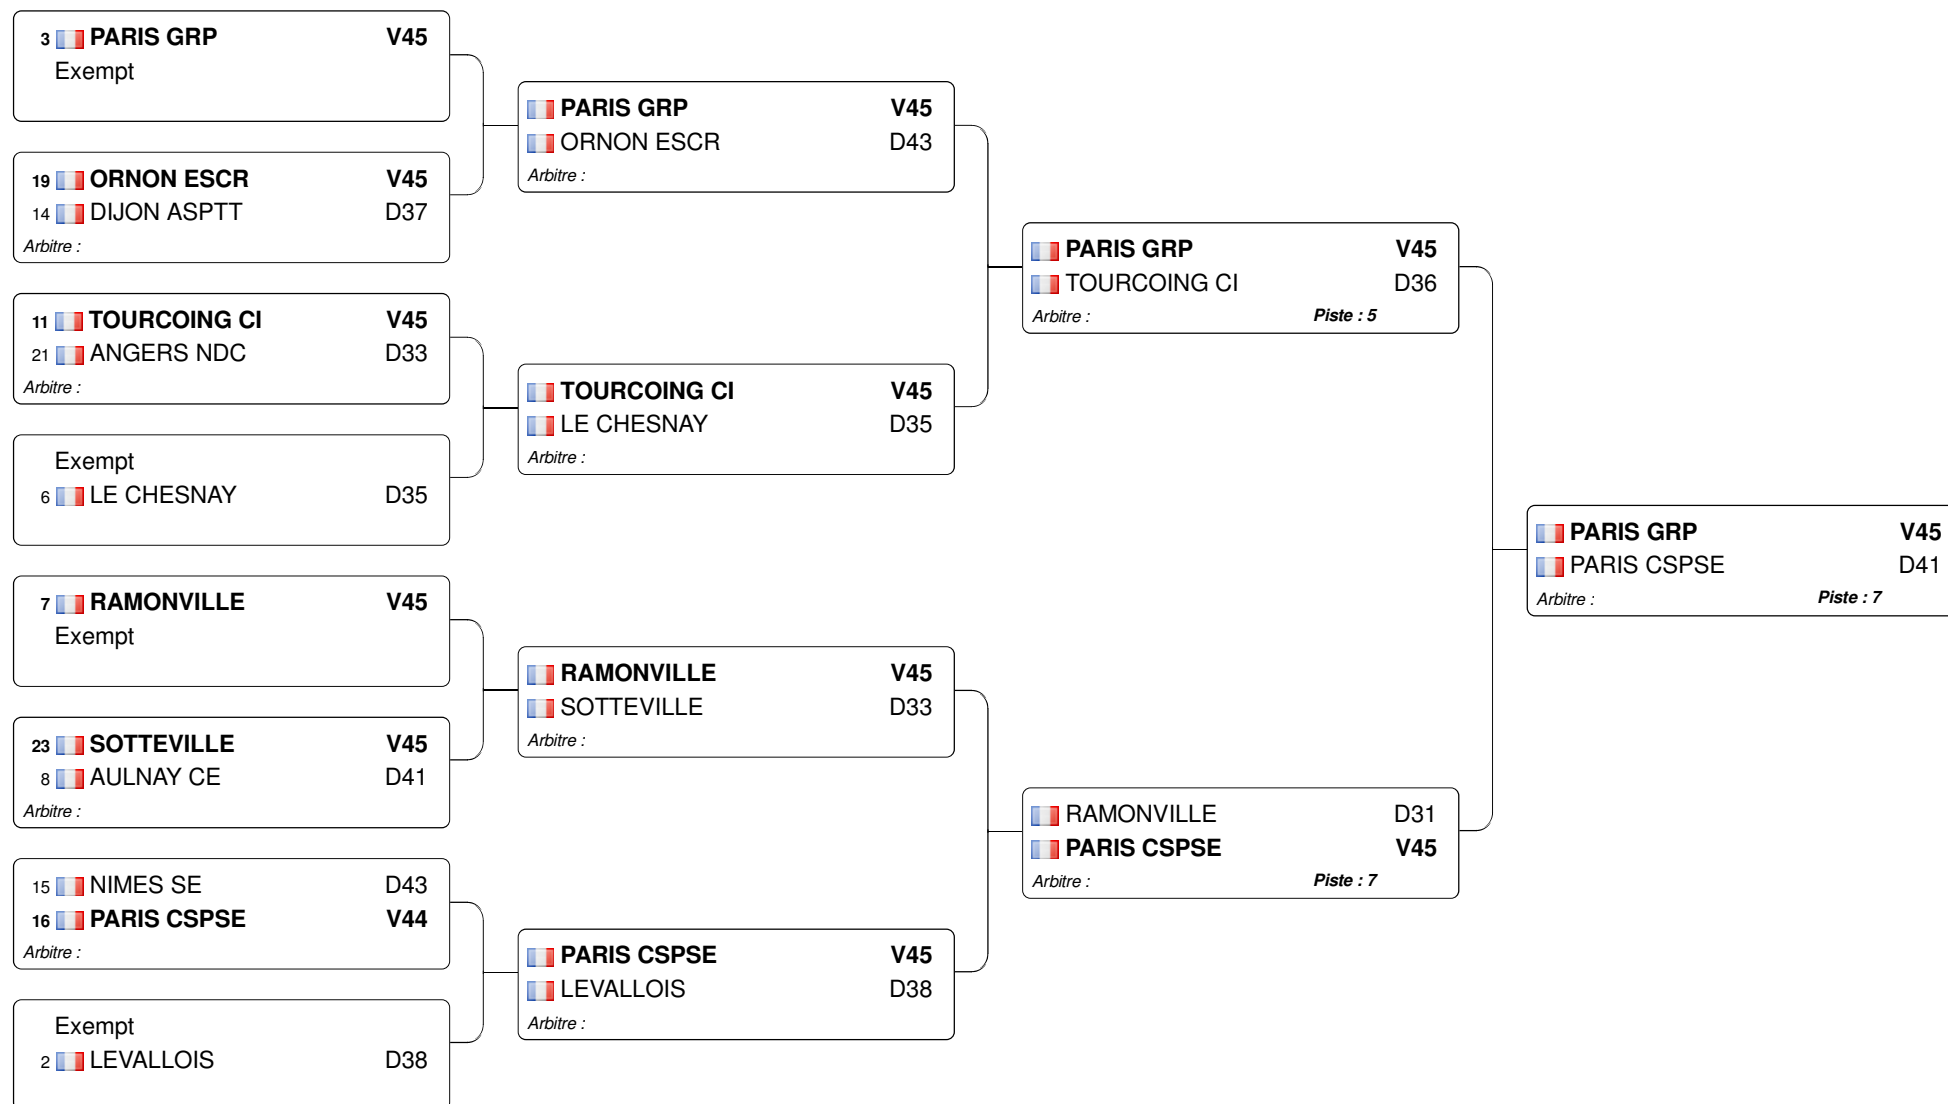 3 PARIS GRP V45
Exempt
19 ORNON ESCR V45
14 DIJON ASPTT D37
Arbitre :
11 TOURCOING CI V45
21 ANGERS NDC D33
Arbitre :
Exempt
6 LE CHESNAY D35
7 RAMONVILLE V45
Exempt
23 SOTTEVILLE V45
8 AULNAY CE D41
Arbitre :
15 NIMES SE D43
16 PARIS CSPSE V44
Arbitre :
Exempt
2 LEVALLOIS D38
PARIS GRP V45
ORNON ESCR D43
Arbitre :
TOURCOING CI V45
LE CHESNAY D35
Arbitre :
RAMONVILLE V45
SOTTEVILLE D33
Arbitre :
PARIS CSPSE V45
LEVALLOIS D38
Arbitre :
PARIS GRP V45
TOURCOING CI D36
Arbitre : Piste : 5
RAMONVILLE D31
PARIS CSPSE V45
Arbitre : Piste : 7
PARIS GRP V45
PARIS CSPSE D41
Arbitre : Piste : 7